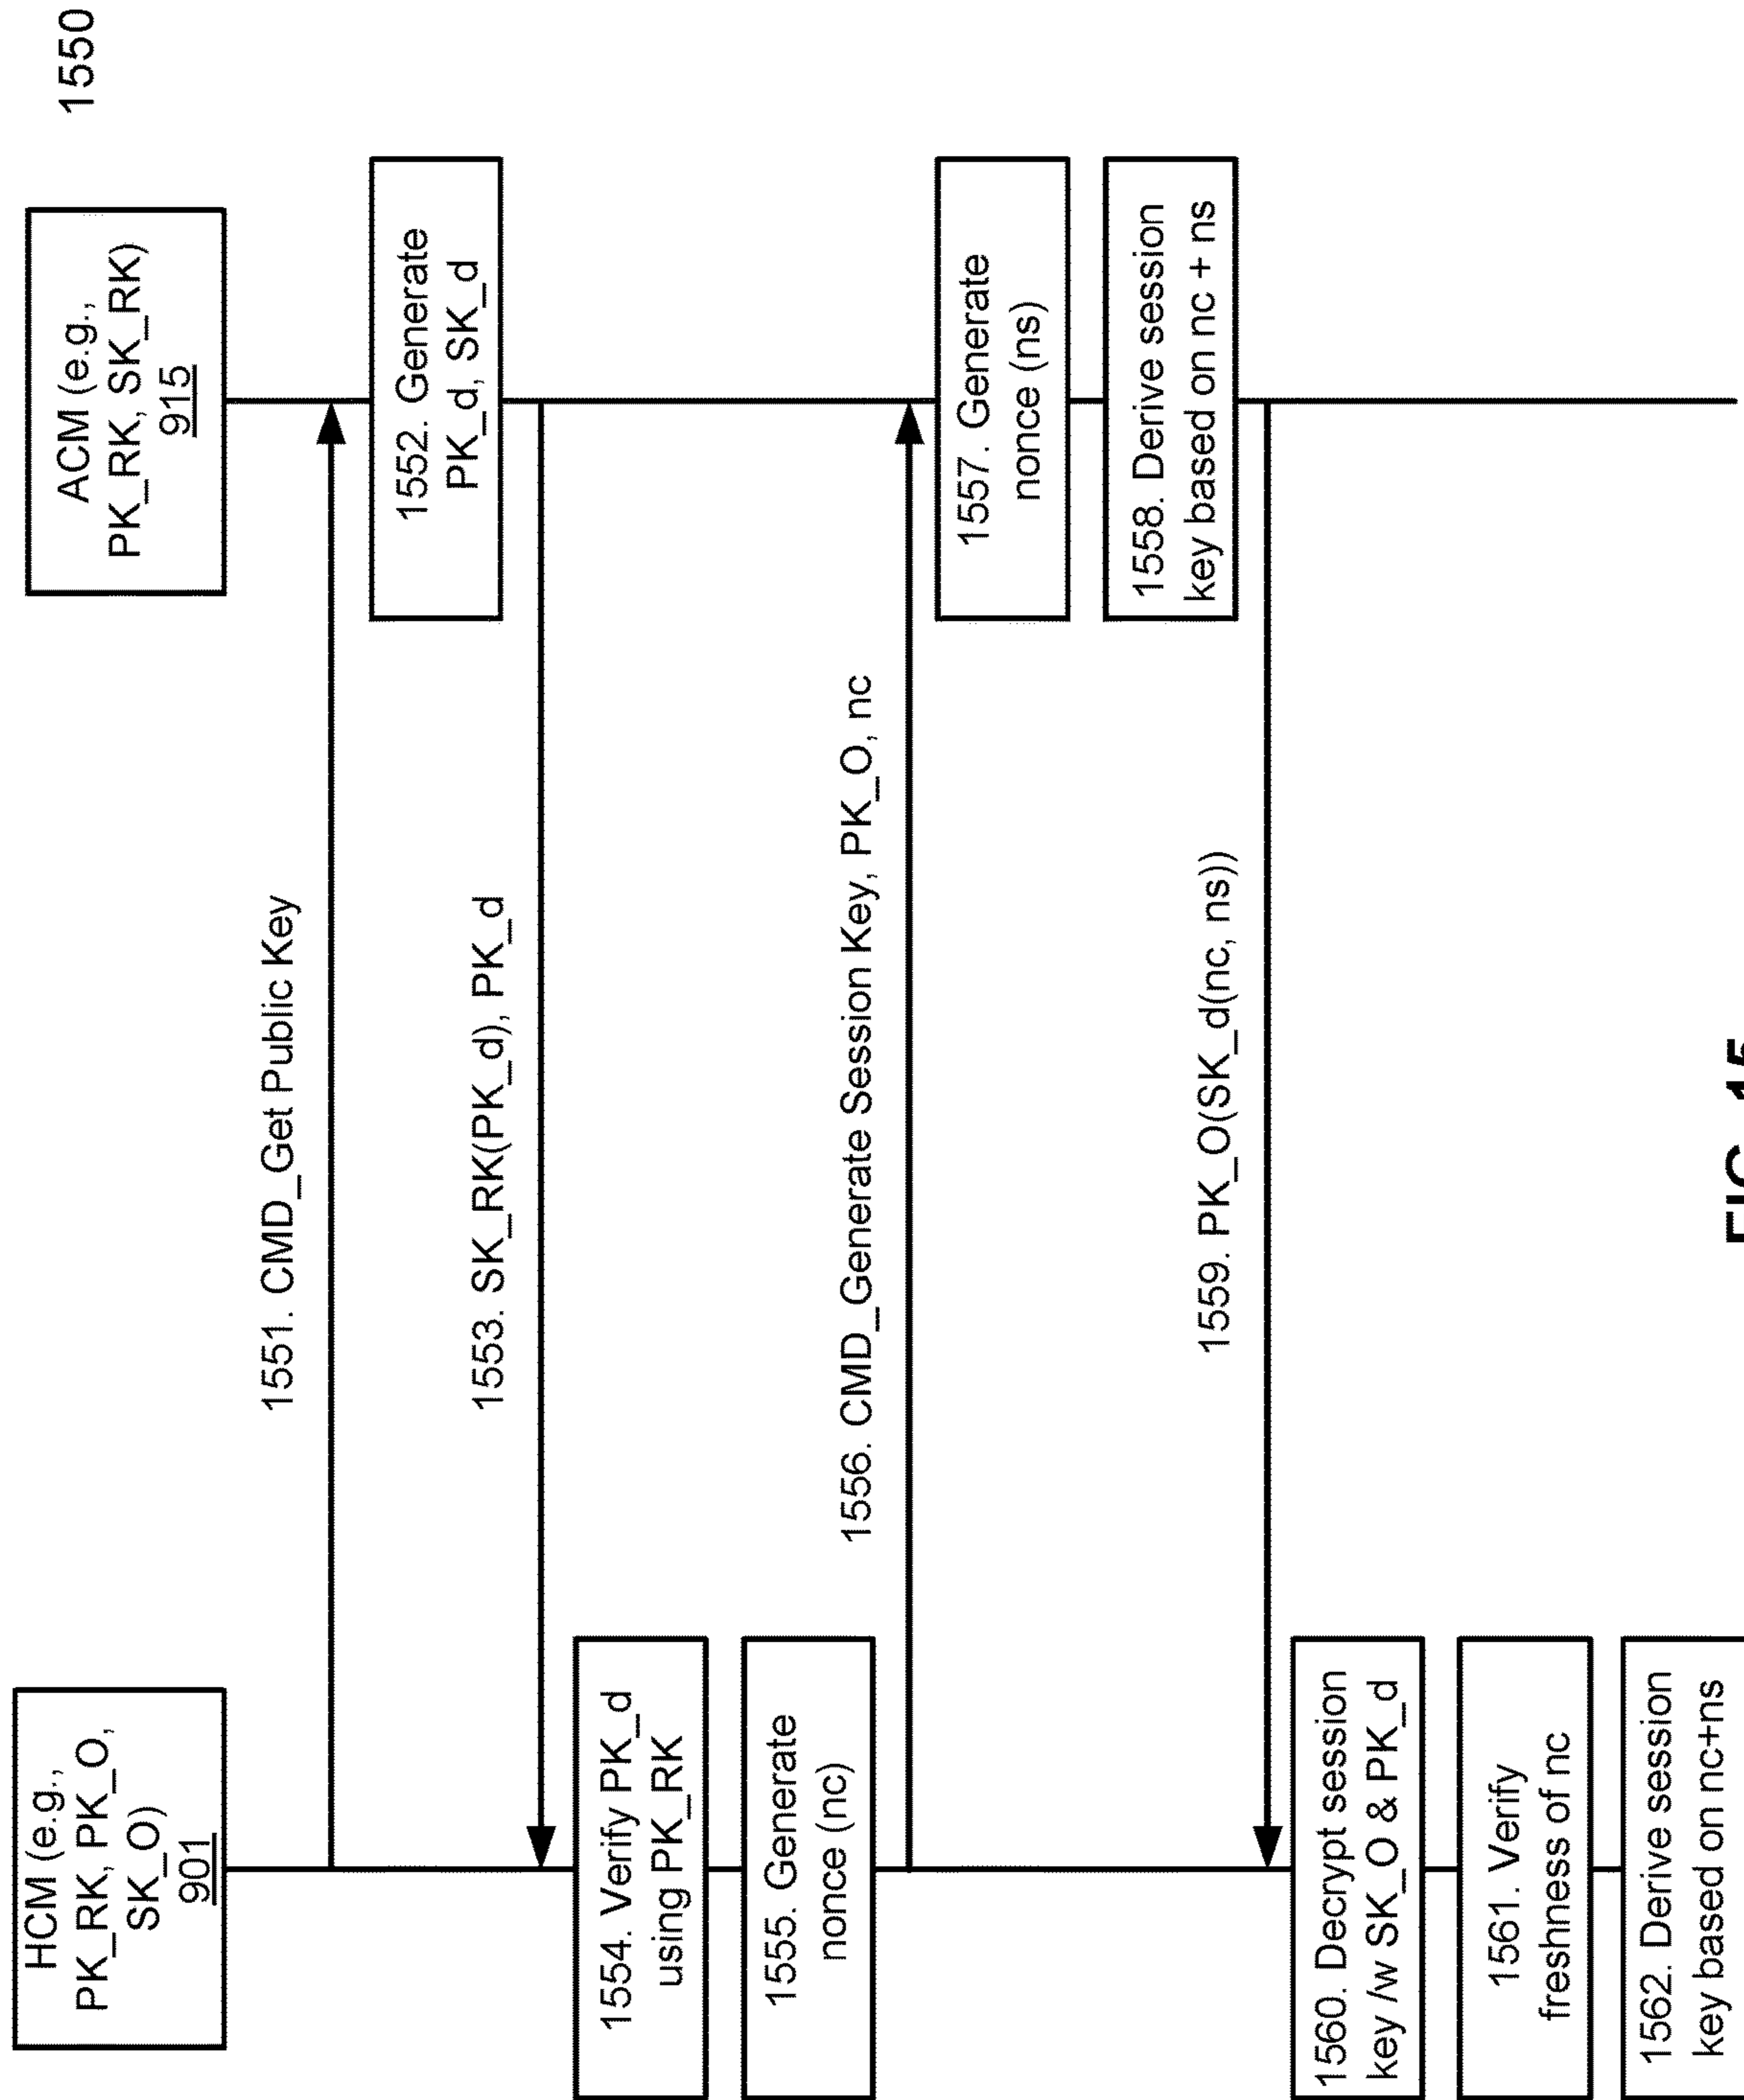 1550
HCM (e.g.,
PK_RK, PK_O,
SK_O)
901
ACM (e.g.,
PK_RK, SK_RK)
915
1551. CMD_Get Public Key
1552. Generate
PK_d, SK_d
1553. SK_RK(PK_d), PK_d
1554. Verify PK_d
using PK_RK
1555. Generate
nonce (nc)
1556. CMD_Generate Session Key, PK_O, nc
1557. Generate
nonce (ns)
1558. Derive session
key based on nc + ns
1559. PK_O(SK_d(nc, ns))
1560. Decrypt session
key /w SK_O & PK_d
1561. Verify
freshness of nc
1562. Derive session
key based on nc+ns
FIG. 15